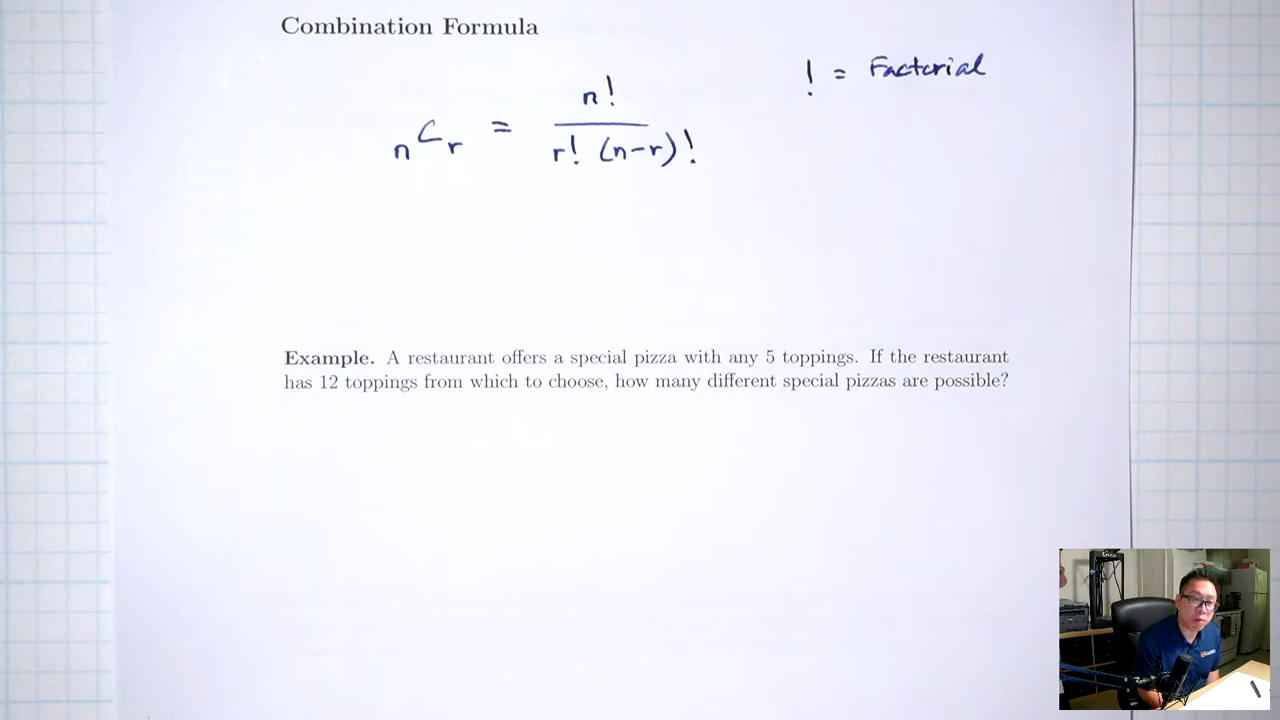 Combination Formula
! = Factorial
nCr = n! / r! (n-r)!
Example. A restaurant offers a special pizza with any 5 toppings. If the restaurant
has 12 toppings from which to choose, how many different special pizzas are possible?